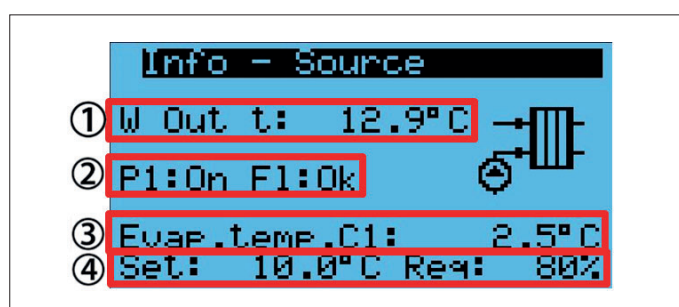 Info - Source
① W Out t: 12.9°C
② P1:On Fl:Ok
③ Evap.temp.C1: 2.5°C
④ Set: 10.0°C Req: 80%